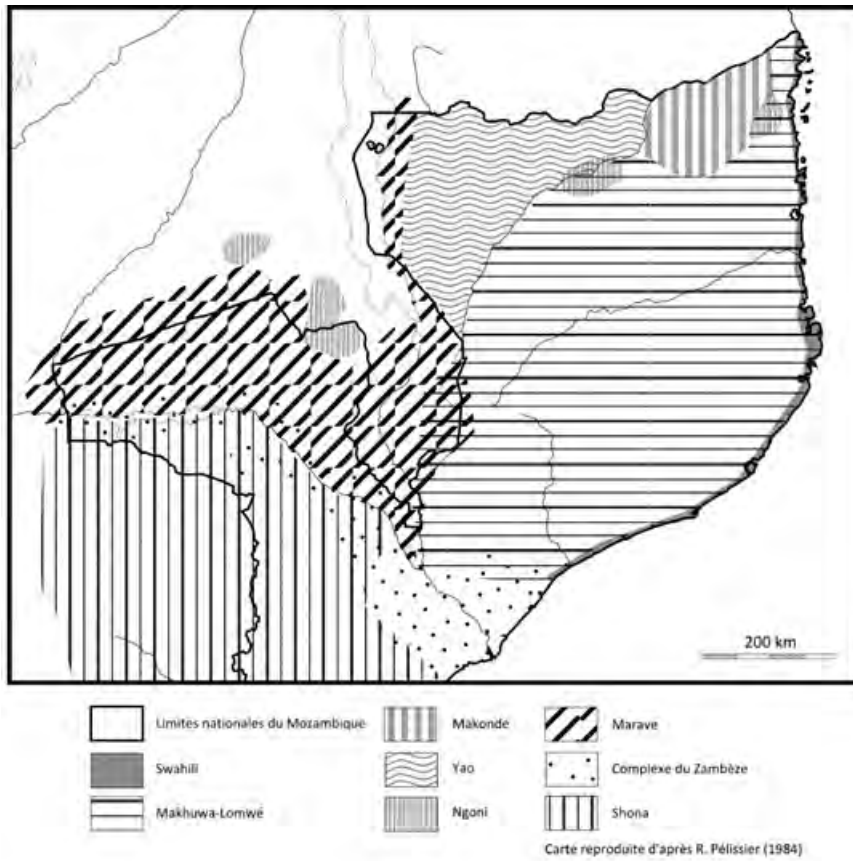 200 km
Limites nationales du Mozambique
Makonde
Marave
Swahili
Yao
Complexe du Zambèze
Makhuwa-Lomwé
Ngoni
Shona
Carte reproduite d'après R. Pélissier (1984)